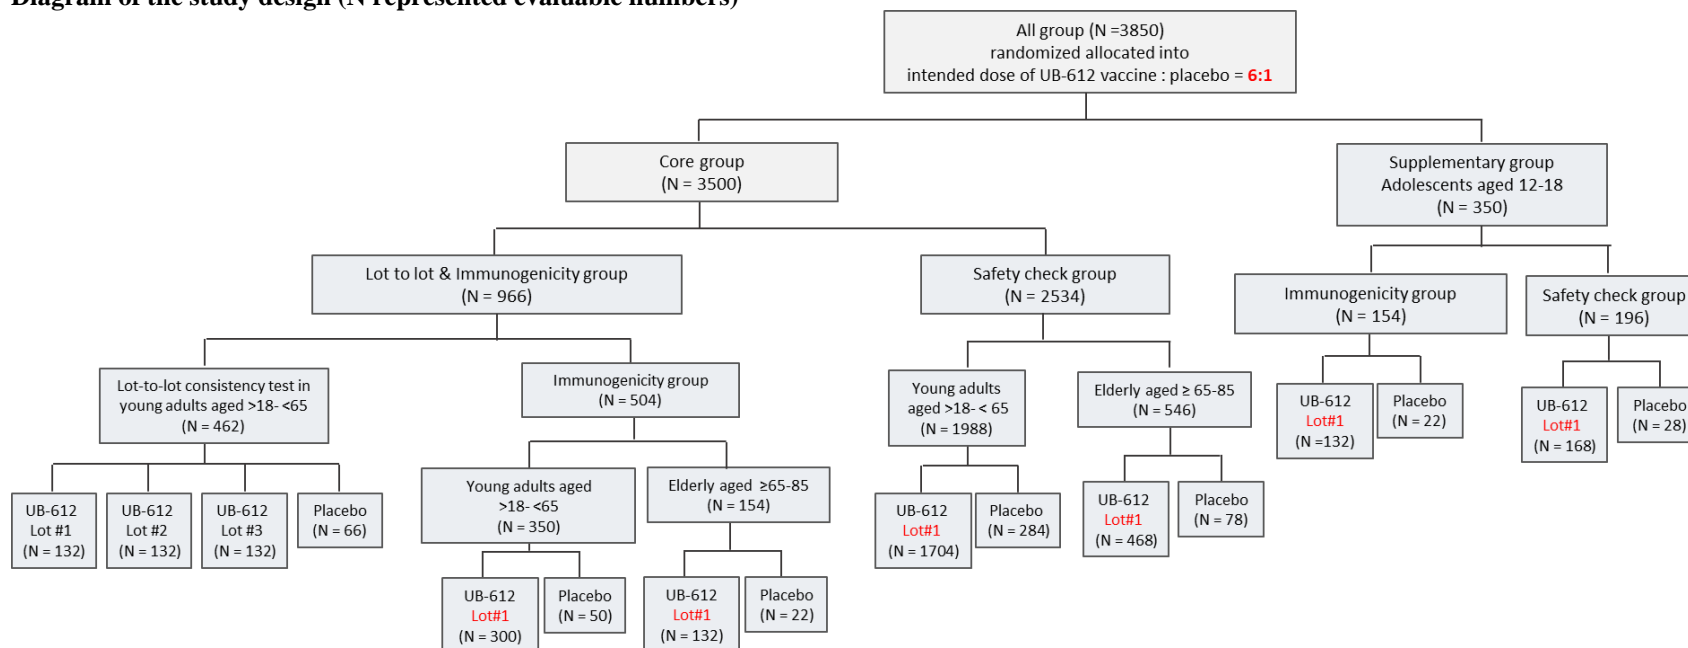 Diagram of the study design (N represented evaluable numbers)
All group (N =3850)
randomized allocated into
intended dose of UB-612 vaccine : placebo = 6:1
Core group
(N = 3500)
Supplementary group
Adolescents aged 12-18
(N = 350)
Lot to lot & Immunogenicity group
(N = 966)
Safety check group
(N = 2534)
Immunogenicity group
(N = 154)
Safety check group
(N = 196)
Lot-to-lot consistency test in
young adults aged >18- <65
(N = 462)
Immunogenicity group
(N = 504)
Young adults
aged >18- < 65
(N = 1988)
Elderly aged ≥ 65-85
(N = 546)
UB-612
Lot#1
(N =132)
Placebo
(N = 22)
UB-612
Lot#1
(N = 168)
Placebo
(N = 28)
UB-612
Lot #1
(N = 132)
UB-612
Lot #2
(N = 132)
UB-612
Lot #3
(N = 132)
Placebo
(N = 66)
Young adults aged
>18- <65
(N = 350)
Elderly aged ≥65-85
(N = 154)
UB-612
Lot#1
(N = 1704)
Placebo
(N = 284)
UB-612
Lot#1
(N = 468)
Placebo
(N = 78)
UB-612
Lot#1
(N = 300)
Placebo
(N = 50)
UB-612
Lot#1
(N = 132)
Placebo
(N = 22)